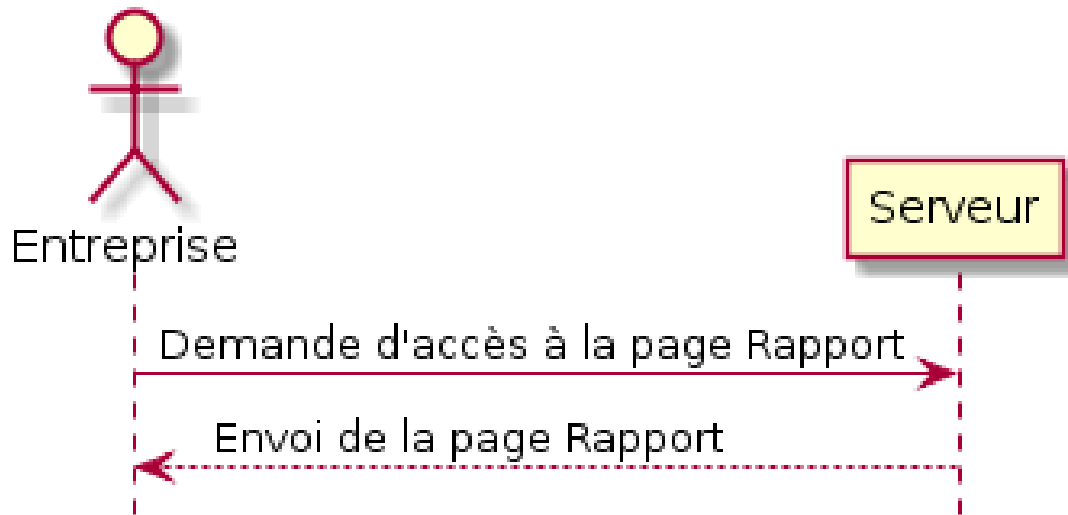 Entreprise
Serveur
Demande d'accès à la page Rapport
Envoi de la page Rapport